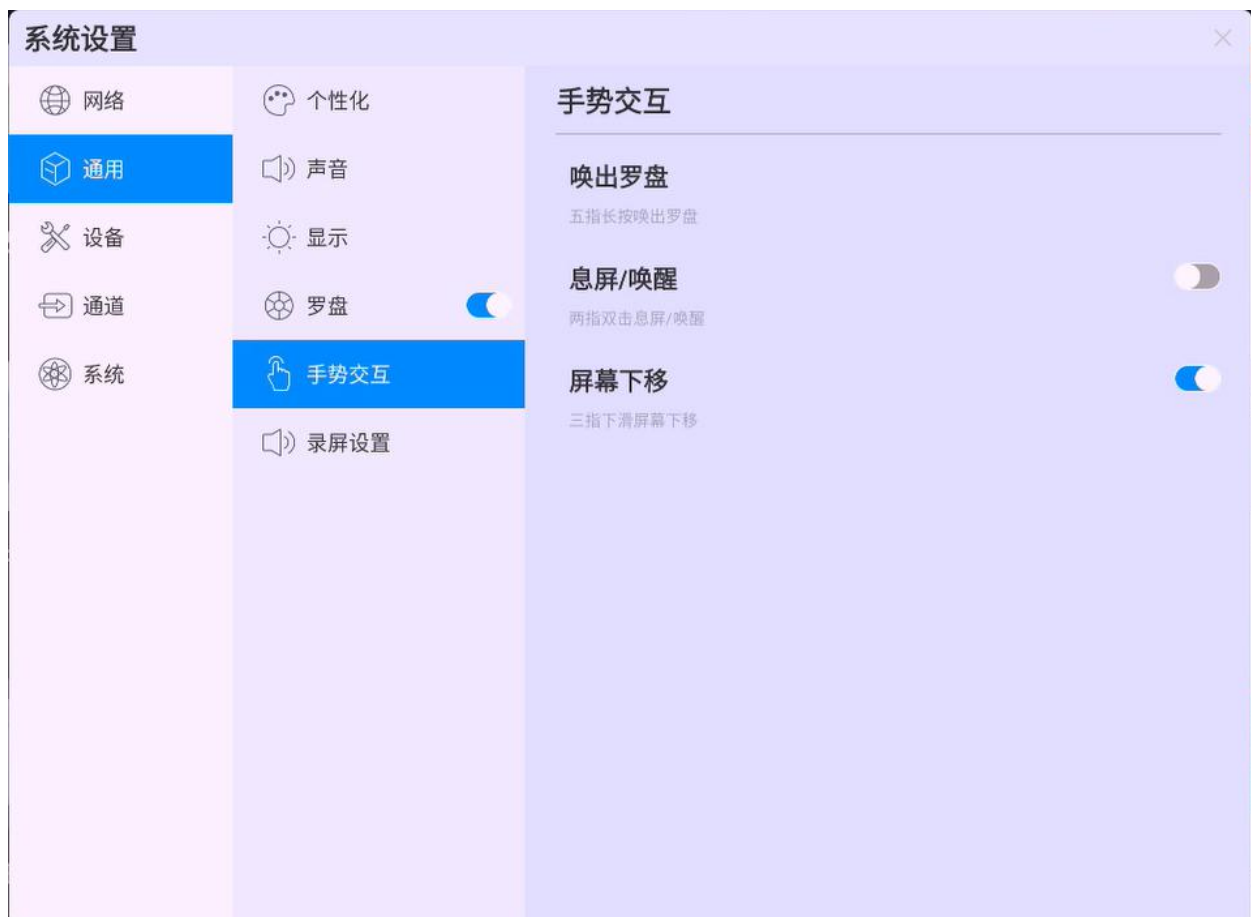 系统设置
网络
通用
设备
通道
系统
个性化
声音
显示
罗盘
手势交互
录屏设置
手势交互
唤出罗盘
五指长按唤出罗盘
息屏/唤醒
两指双击息屏/唤醒
屏幕下移
三指下滑屏幕下移